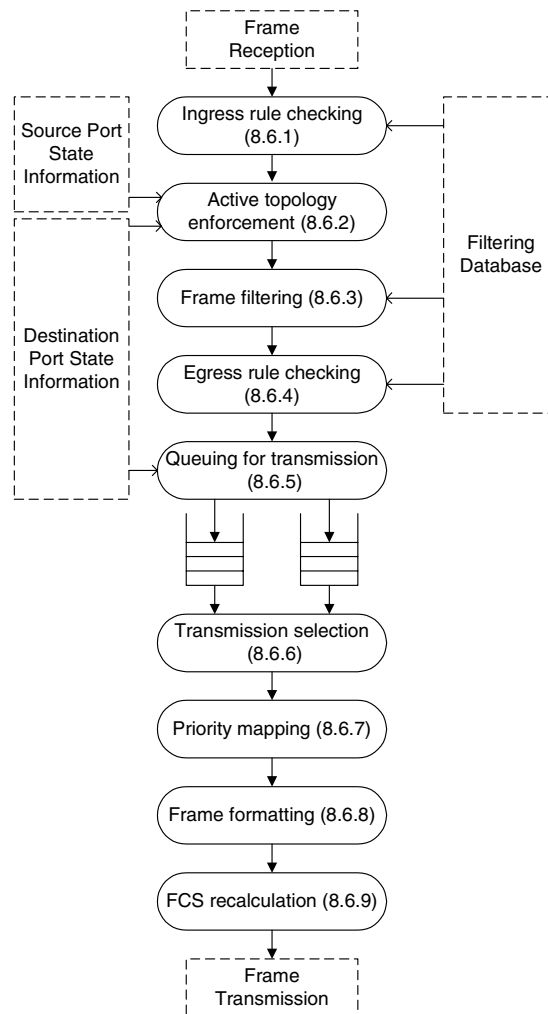 Frame
Reception
Ingress rule checking
(8.6.1)
Source Port
State
Information
Active topology
enforcement (8.6.2)
Filtering
Database
Frame filtering (8.6.3)
Destination
Port State
Information
Egress rule checking
(8.6.4)
Queuing for transmission
(8.6.5)
Transmission selection
(8.6.6)
Priority mapping (8.6.7)
Frame formatting (8.6.8)
FCS recalculation (8.6.9)
Frame
Transmission